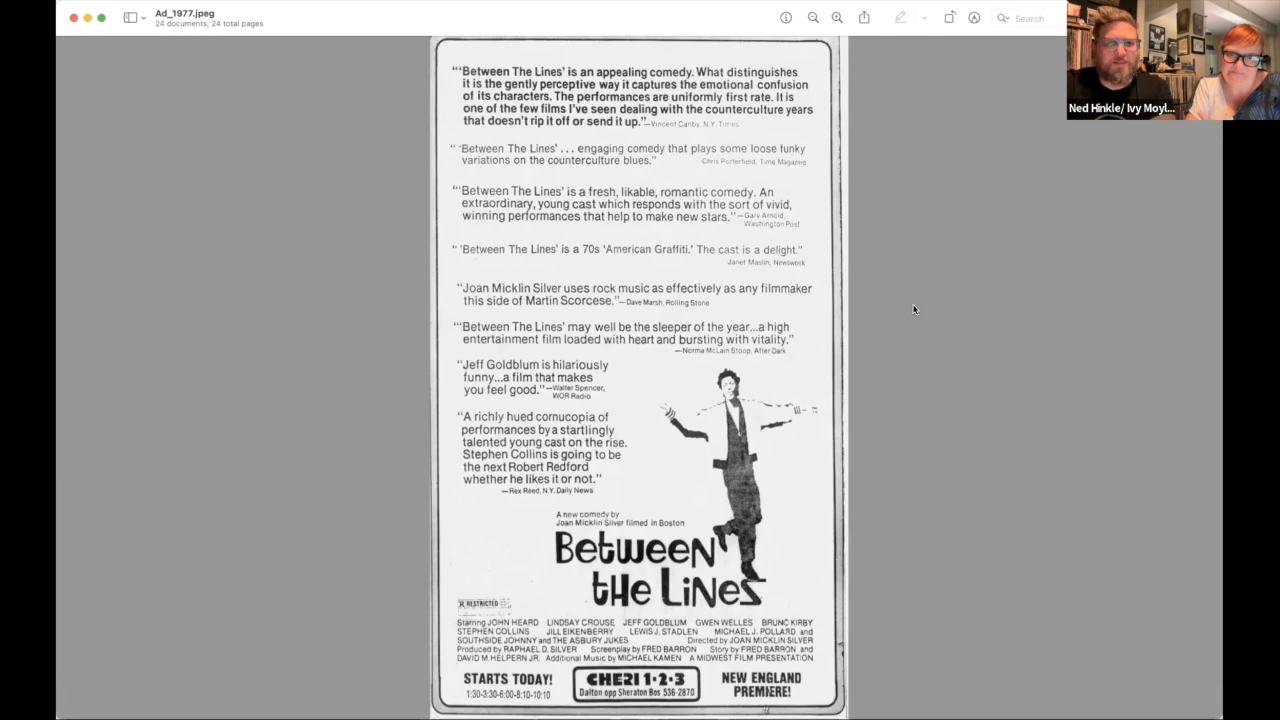 Ad_1977.jpeg
24 documents, 24 total pages
Search
Ned Hinkle/ Ivy Moyl...
"'Between The Lines' is an appealing comedy. What distinguishes
it is the gently perceptive way it captures the emotional confusion
of its characters. The performances are uniformly first rate. It is
one of the few films I've seen dealing with the counterculture years
that doesn't rip it off or send it up."—Vincent Canby, N.Y. Times
"'Between The Lines' . . . engaging comedy that plays some loose funky
variations on the counterculture blues." Chris Porterfield, Time Magazine
"'Between The Lines' is a fresh, likable, romantic comedy. An
extraordinary, young cast which responds with the sort of vivid,
winning performances that help to make new stars."—Gary Arnold,
Washington Post
"'Between The Lines' is a 70s 'American Graffiti.' The cast is a delight."
Janet Maslin, Newsweek
"Joan Micklin Silver uses rock music as effectively as any filmmaker
this side of Martin Scorcese."—Dave Marsh, Rolling Stone
"'Between The Lines' may well be the sleeper of the year...a high
entertainment film loaded with heart and bursting with vitality."
—Norma McLain Stoop, After Dark
"Jeff Goldblum is hilariously
funny...a film that makes
you feel good."—Walter Spencer,
WOR Radio
"A richly hued cornucopia of
performances by a startlingly
talented young cast on the rise.
Stephen Collins is going to be
the next Robert Redford
whether he likes it or not."
—Rex Reed, N.Y. Daily News
A new comedy by
Joan Micklin Silver filmed in Boston
Between
the Lines
R RESTRICTED
Starring JOHN HEARD LINDSAY CROUSE JEFF GOLDBLUM GWEN WELLES BRUNO KIRBY
STEPHEN COLLINS JILL EIKENBERRY LEWIS J. STADLEN MICHAEL J. POLLARD and
SOUTHSIDE JOHNNY and THE ASBURY JUKES Directed by JOAN MICKLIN SILVER
Produced by RAPHAEL D. SILVER Screenplay by FRED BARRON Story by FRED BARRON and
DAVID M. HELPERN JR. Additional Music by MICHAEL KAMEN A MIDWEST FILM PRESENTATION
STARTS TODAY!
1:30-3:30-6:00-8:10-10:10
CHERI 1·2·3
Dalton opp Sheraton Bos 536-2870
NEW ENGLAND
PREMIERE!